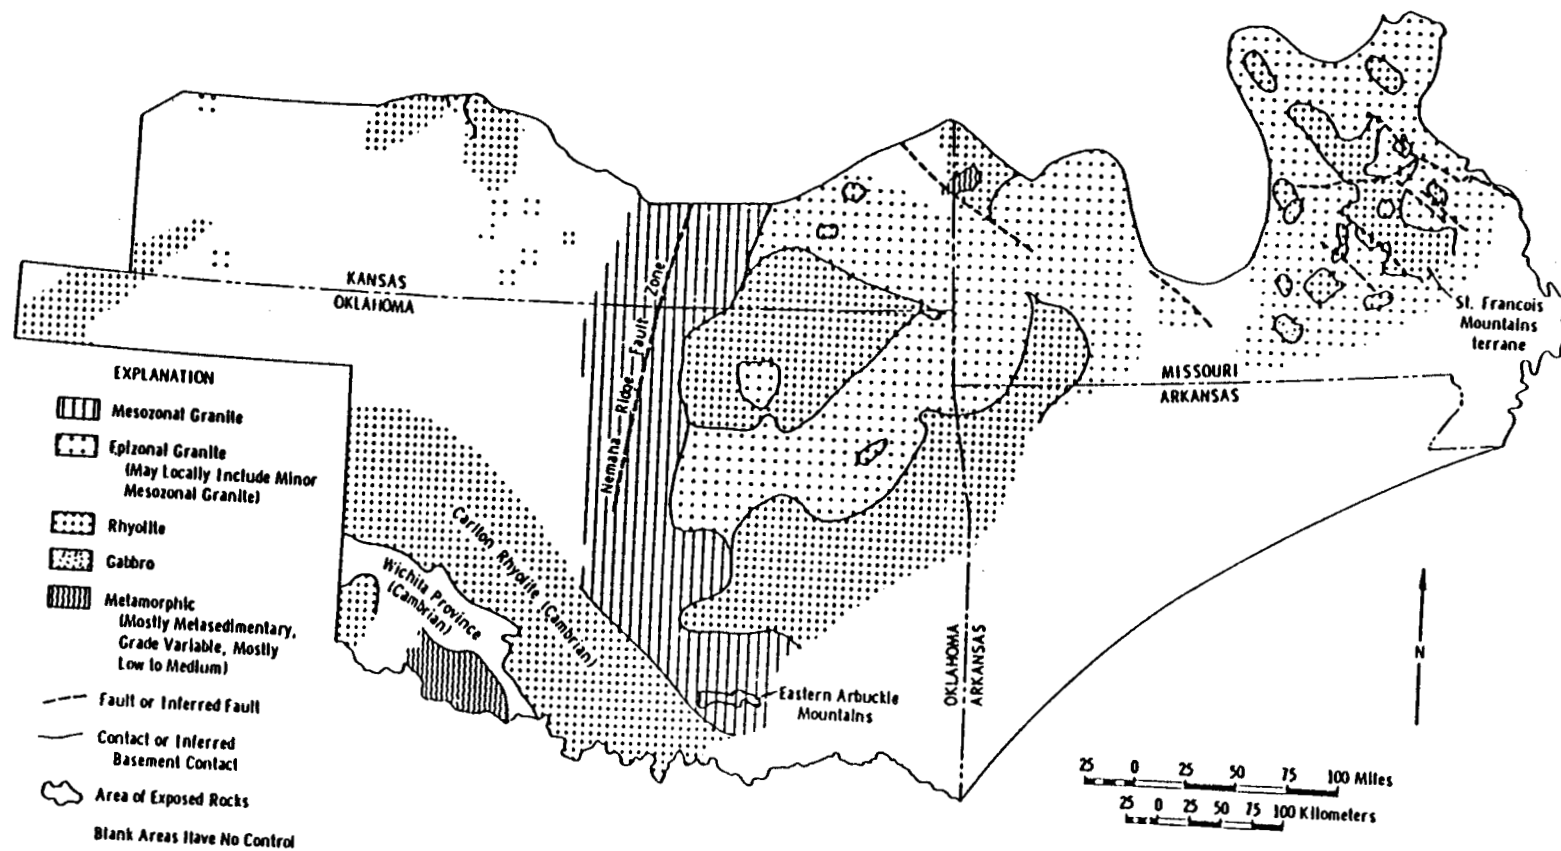 KANSAS
OKLAHOMA
Nemaha Ridge Fault Zone
St. Francois
Mountains
terrane
MISSOURI
ARKANSAS
EXPLANATION
Mesozonal Granite
Epizonal Granite
(May Locally Include Minor
Mesozonal Granite)
Rhyolite
Gabbro
Metamorphic
(Mostly Metasedimentary,
Grade Variable, Mostly
Low to Medium)
Fault or Inferred Fault
Contact or Inferred
Basement Contact
Area of Exposed Rocks
Blank Areas Have No Control
Carlton Rhyolite (Cambrian)
Wichita Province
(Cambrian)
Eastern Arbuckle
Mountains
OKLAHOMA
ARKANSAS
N
25 0 25 50 75 100 Miles
25 0 25 50 75 100 Kilometers